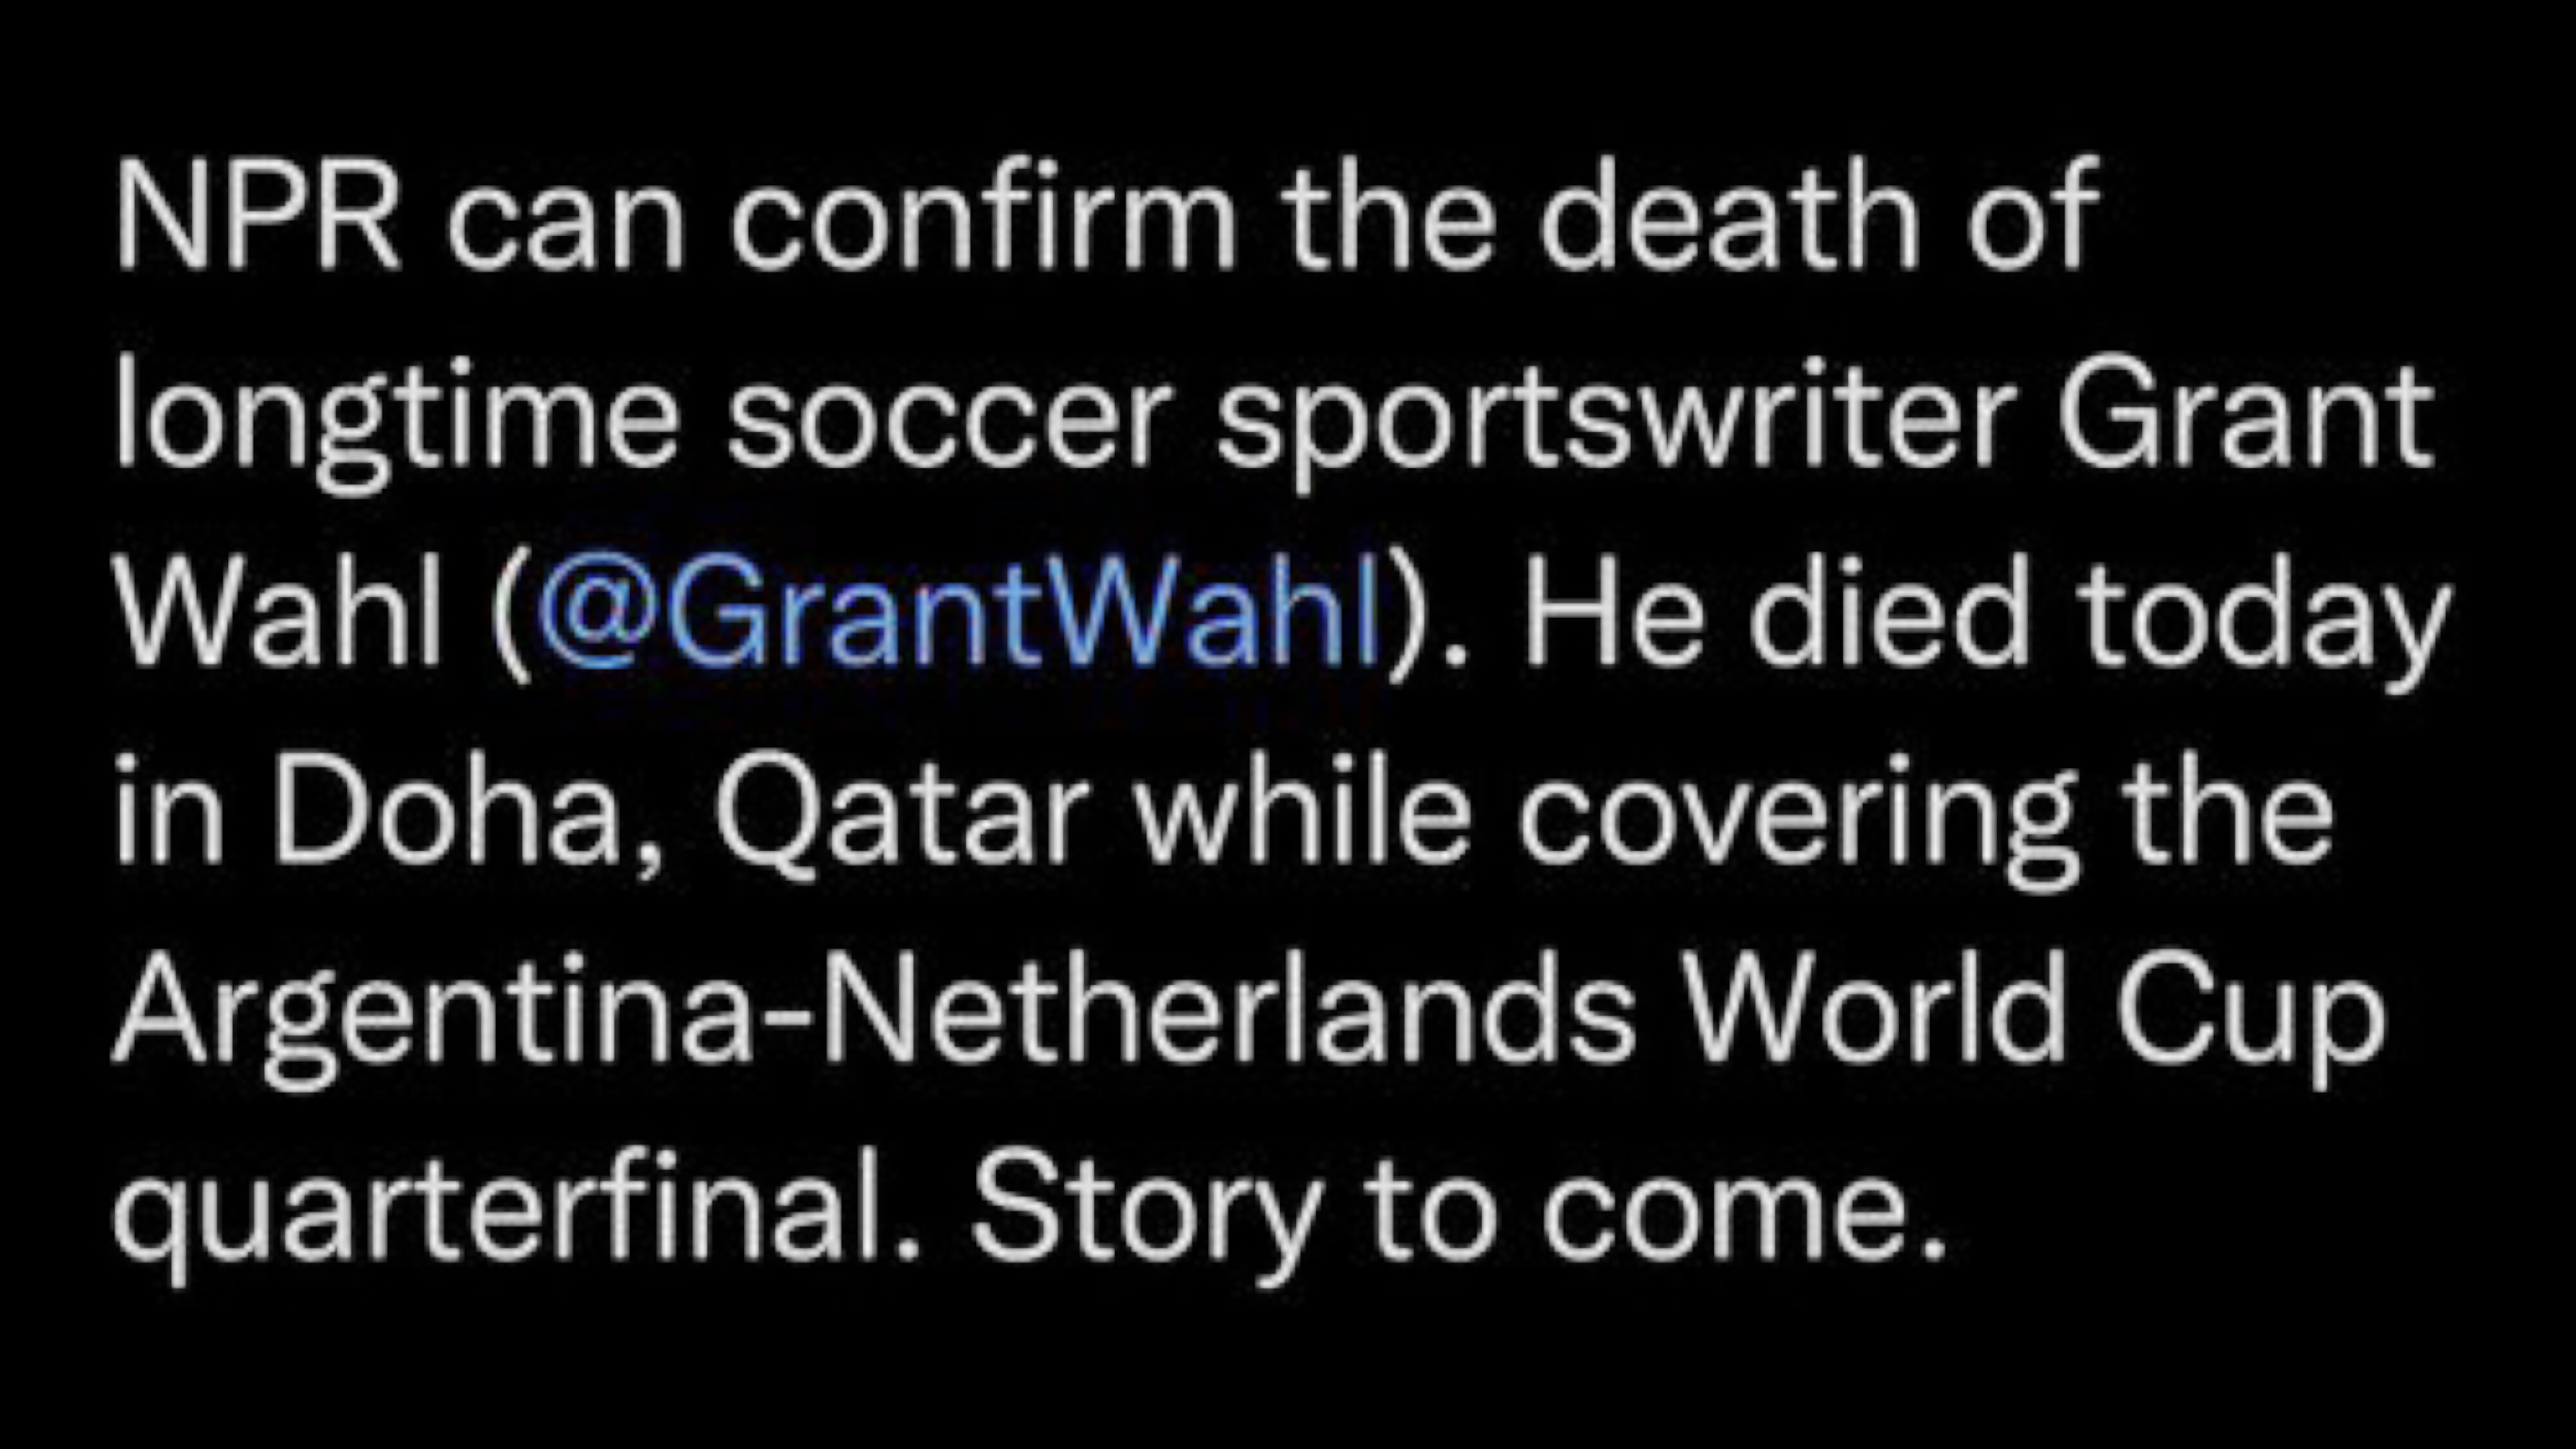 NPR can confirm the death of
longtime soccer sportswriter Grant
Wahl (@GrantWahl). He died today
in Doha, Qatar while covering the
Argentina-Netherlands World Cup
quarterfinal. Story to come.